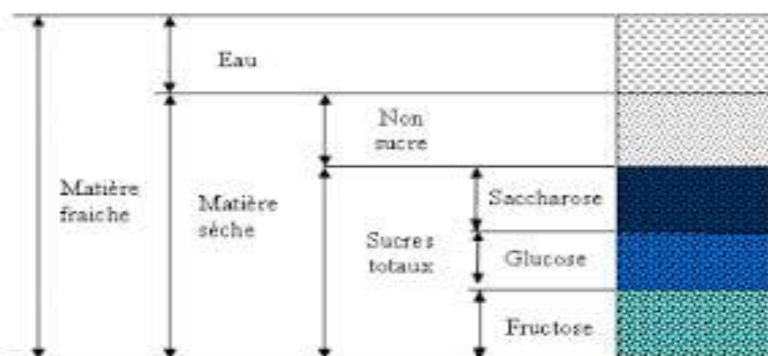 Eau
Non
sucre
Matière
fraiche
Matière
sèche
Saccharose
Sucres
totaux
Glucose
Fructose